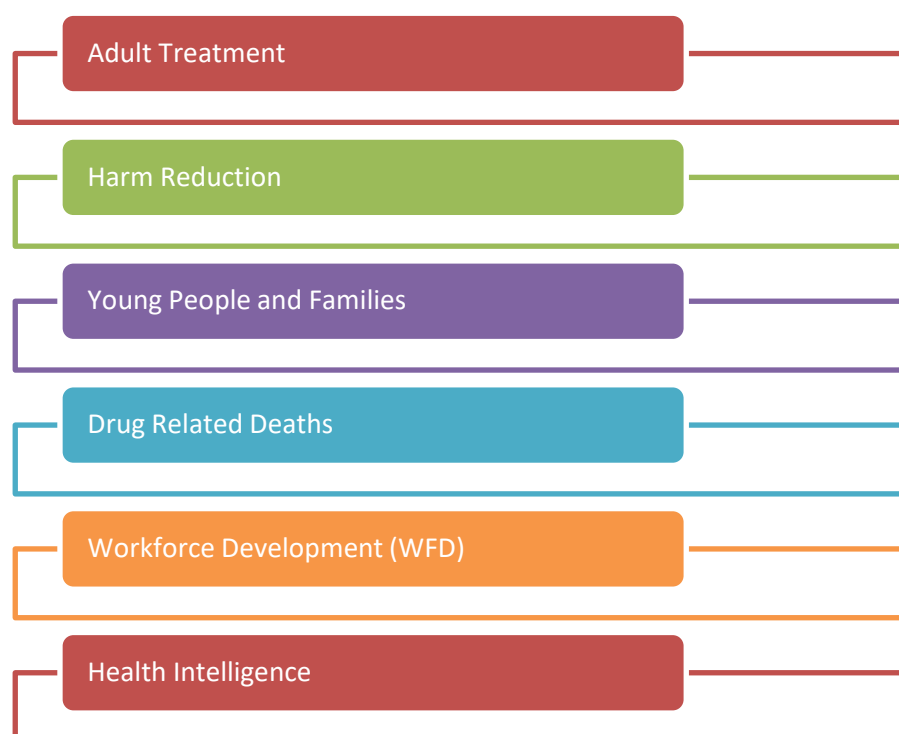 Adult Treatment
Harm Reduction
Young People and Families
Drug Related Deaths
Workforce Development (WFD)
Health Intelligence